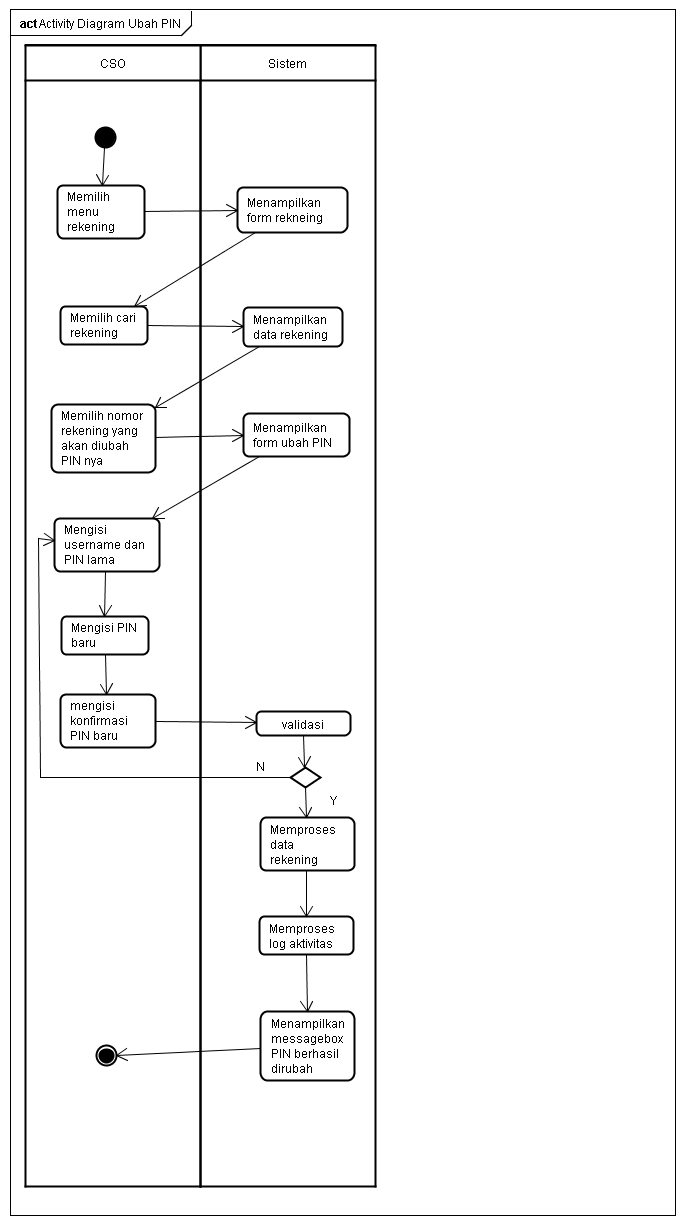 act Activity Diagram Ubah PIN
CSO
Sistem
Memilih
menu
rekening
Menampilkan
form rekneing
Memilih cari
rekening
Menampilkan
data rekening
Memilih nomor
rekening yang
akan diubah
PIN nya
Menampilkan
form ubah PIN
Mengisi
username dan
PIN lama
Mengisi PIN
baru
mengisi
konfirmasi
PIN baru
validasi
N
Y
Memproses
data
rekening
Memproses
log aktivitas
Menampilkan
messagebox
PIN berhasil
dirubah